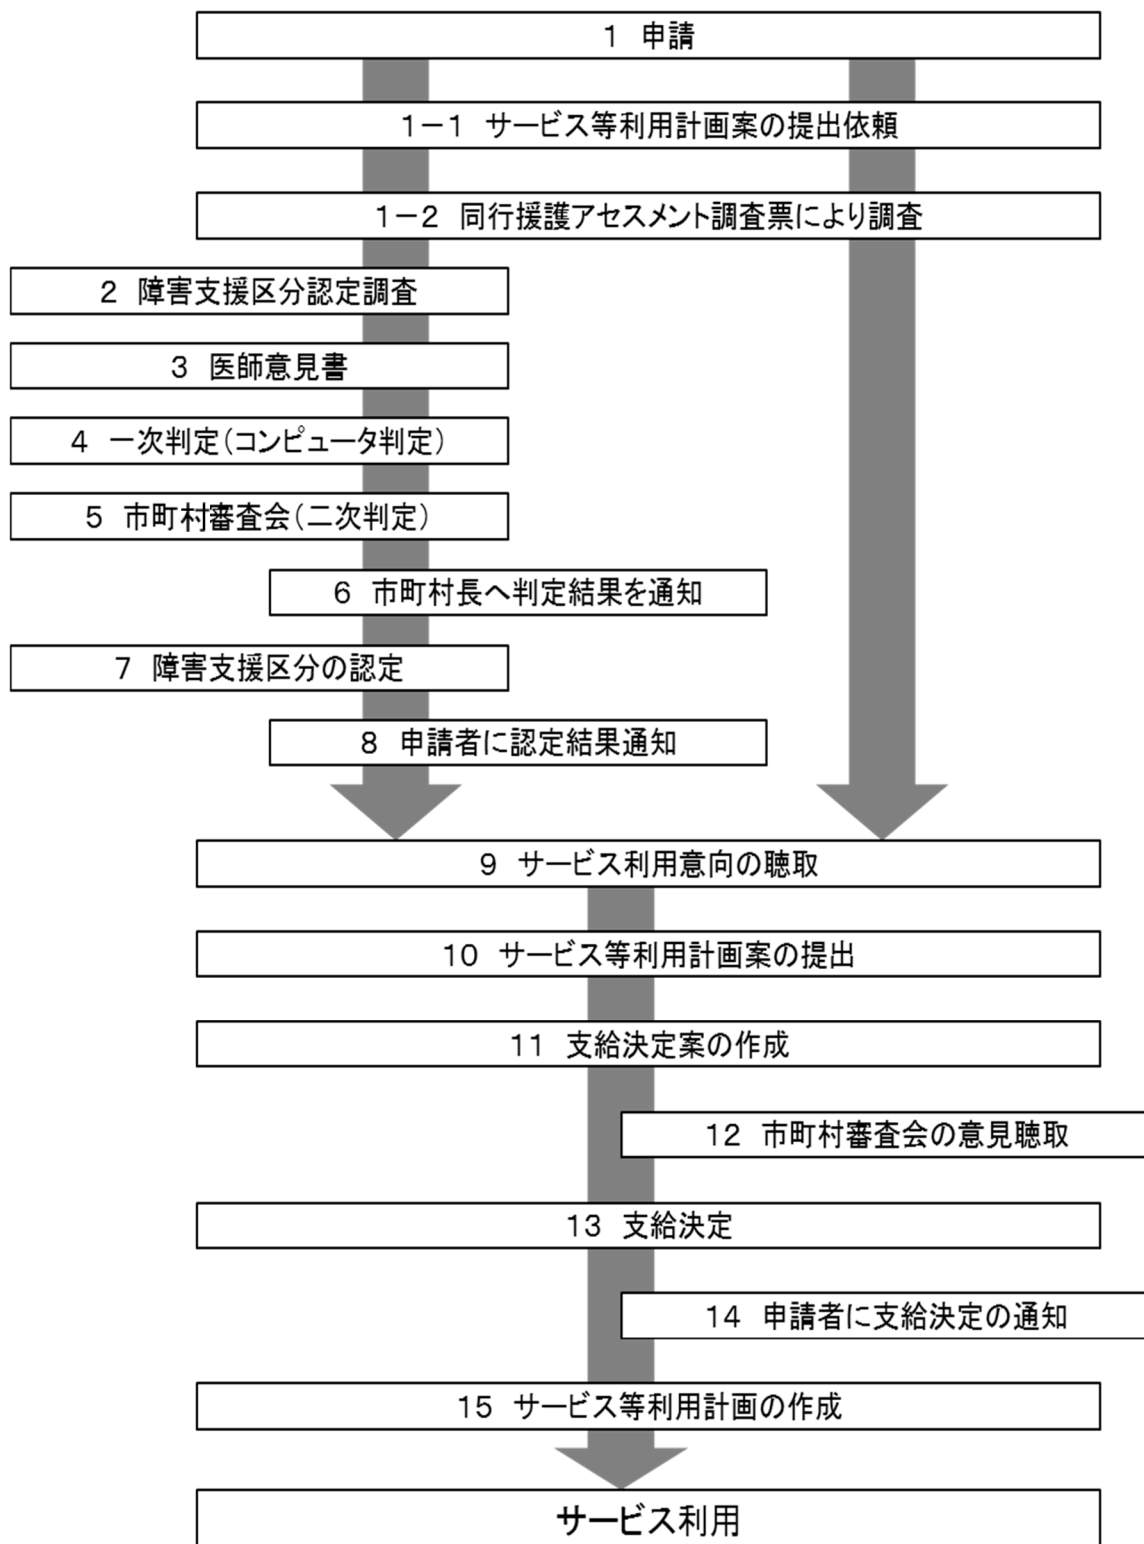 1 申請
1-1 サービス等利用計画案の提出依頼
1-2 同行援護アセスメント調査票により調査
2 障害支援区分認定調査
3 医師意見書
4 一次判定(コンピュータ判定)
5 市町村審査会(二次判定)
6 市町村長へ判定結果を通知
7 障害支援区分の認定
8 申請者に認定結果通知
9 サービス利用意向の聴取
10 サービス等利用計画案の提出
11 支給決定案の作成
12 市町村審査会の意見聴取
13 支給決定
14 申請者に支給決定の通知
15 サービス等利用計画の作成
サービス利用